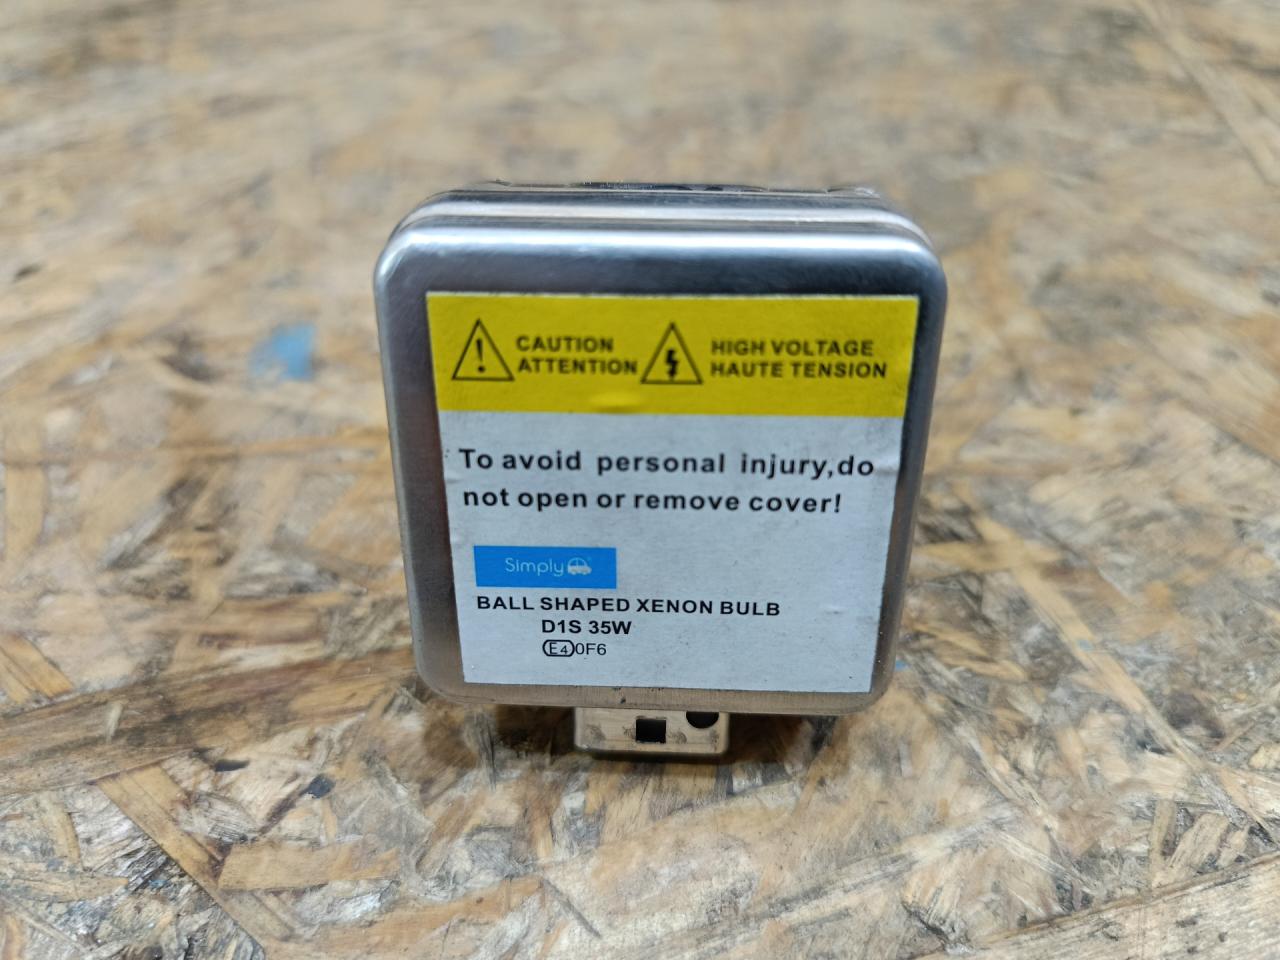 CAUTION
ATTENTION
HIGH VOLTAGE
HAUTE TENSION
To avoid personal injury,do
not open or remove cover!
Simply
BALL SHAPED XENON BULB
D1S 35W
E4 0F6